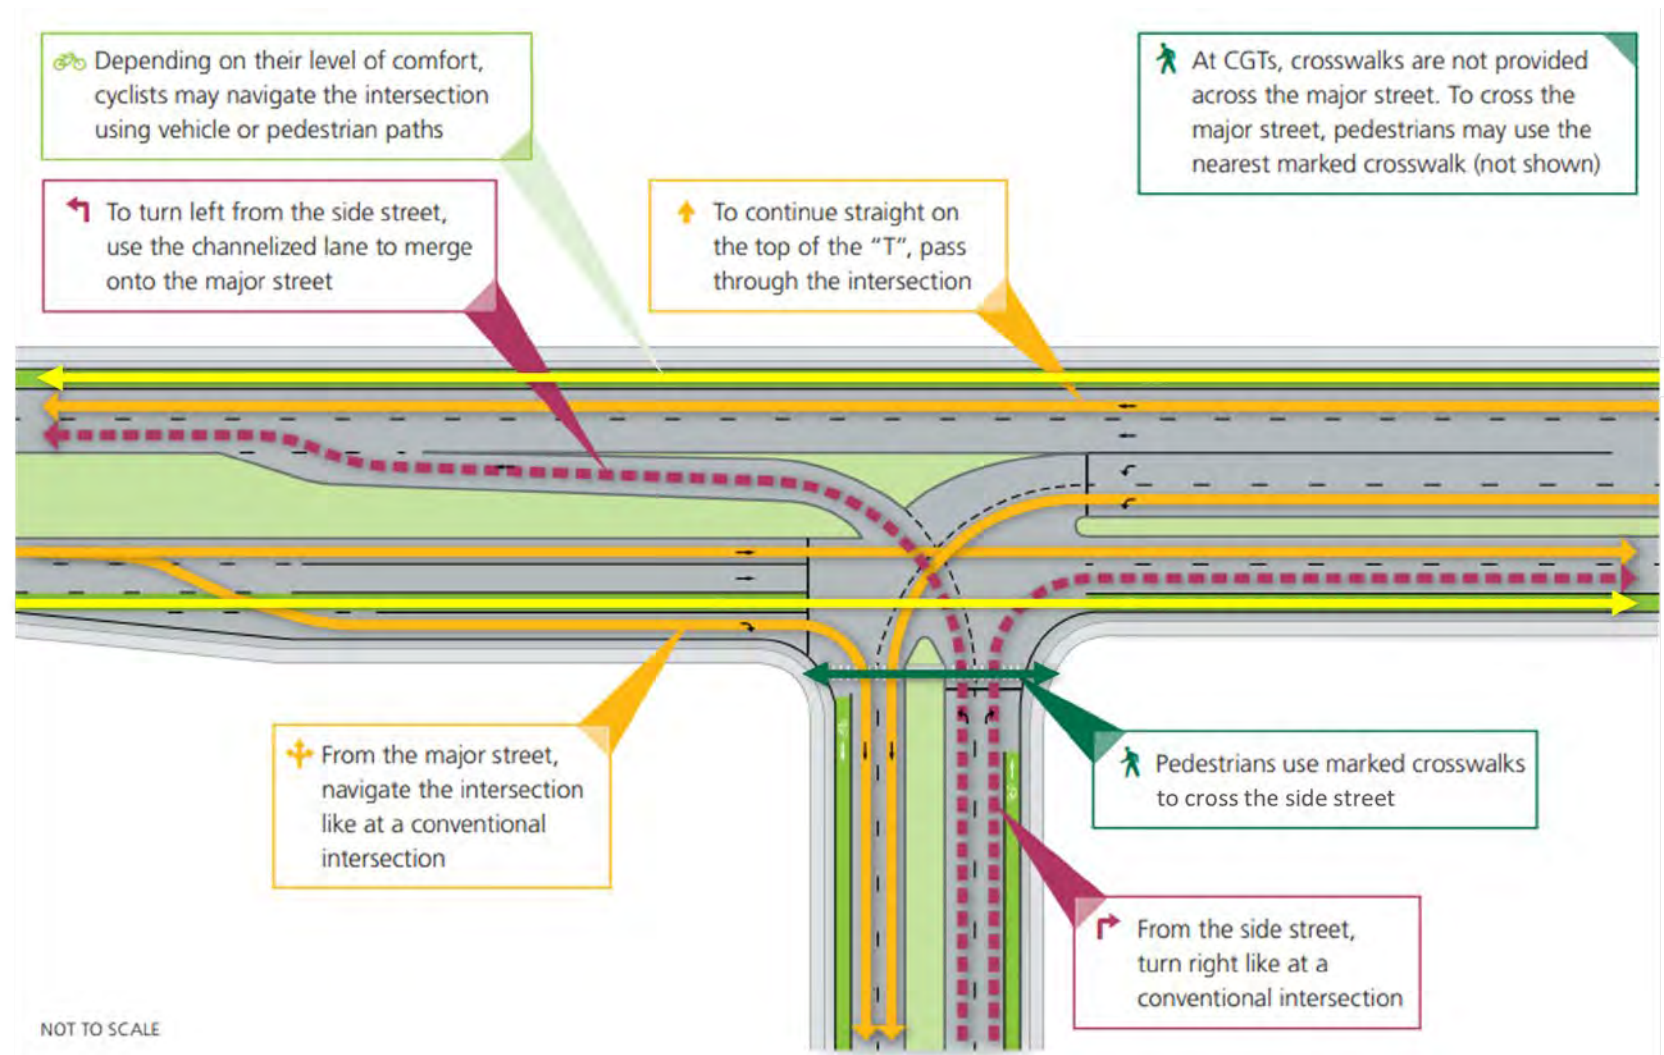 Depending on their level of comfort,
cyclists may navigate the intersection
using vehicle or pedestrian paths
At CGTs, crosswalks are not provided
across the major street. To cross the
major street, pedestrians may use the
nearest marked crosswalk (not shown)
To turn left from the side street,
use the channelized lane to merge
onto the major street
To continue straight on
the top of the “T”, pass
through the intersection
From the major street,
navigate the intersection
like at a conventional
intersection
Pedestrians use marked crosswalks
to cross the side street
From the side street,
turn right like at a
conventional intersection
NOT TO SCALE